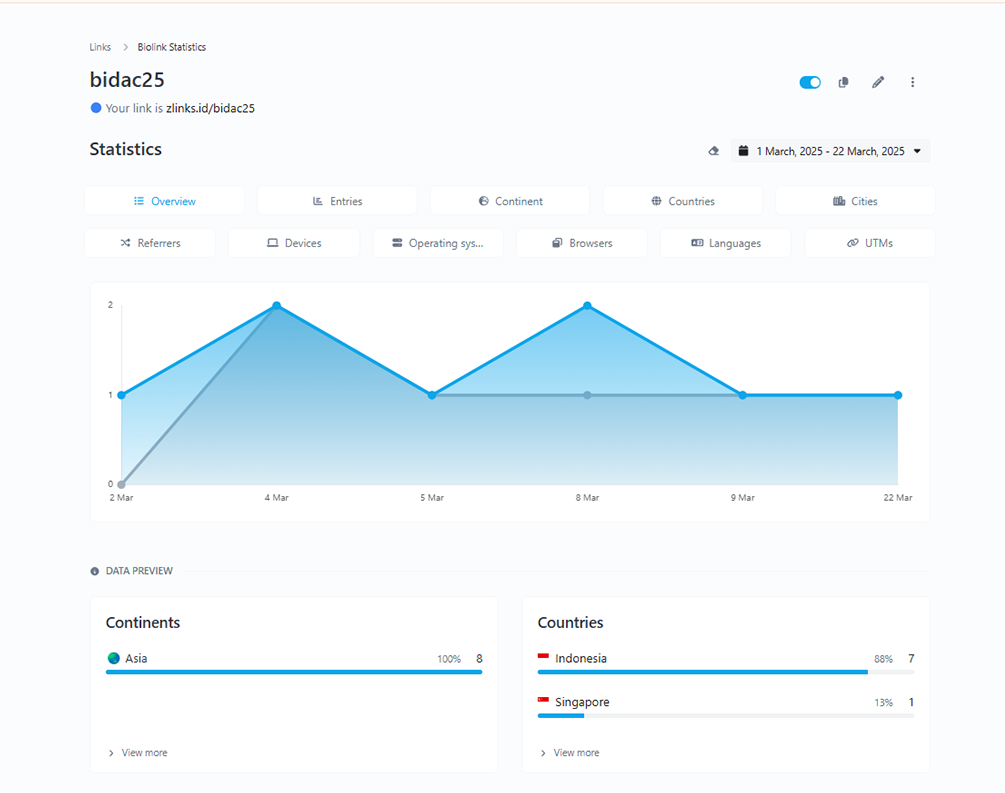 Links > Biolink Statistics
bidac25
Your link is zlinks.id/bidac25
Statistics
1 March, 2025 - 22 March, 2025
Overview Entries Continent Countries Cities
Referrers Devices Operating sys... Browsers Languages UTMs
2
1
0
2 Mar 4 Mar 5 Mar 8 Mar 9 Mar 22 Mar
DATA PREVIEW
Continents
Asia 100% 8
> View more
Countries
Indonesia 88% 7
Singapore 13% 1
> View more